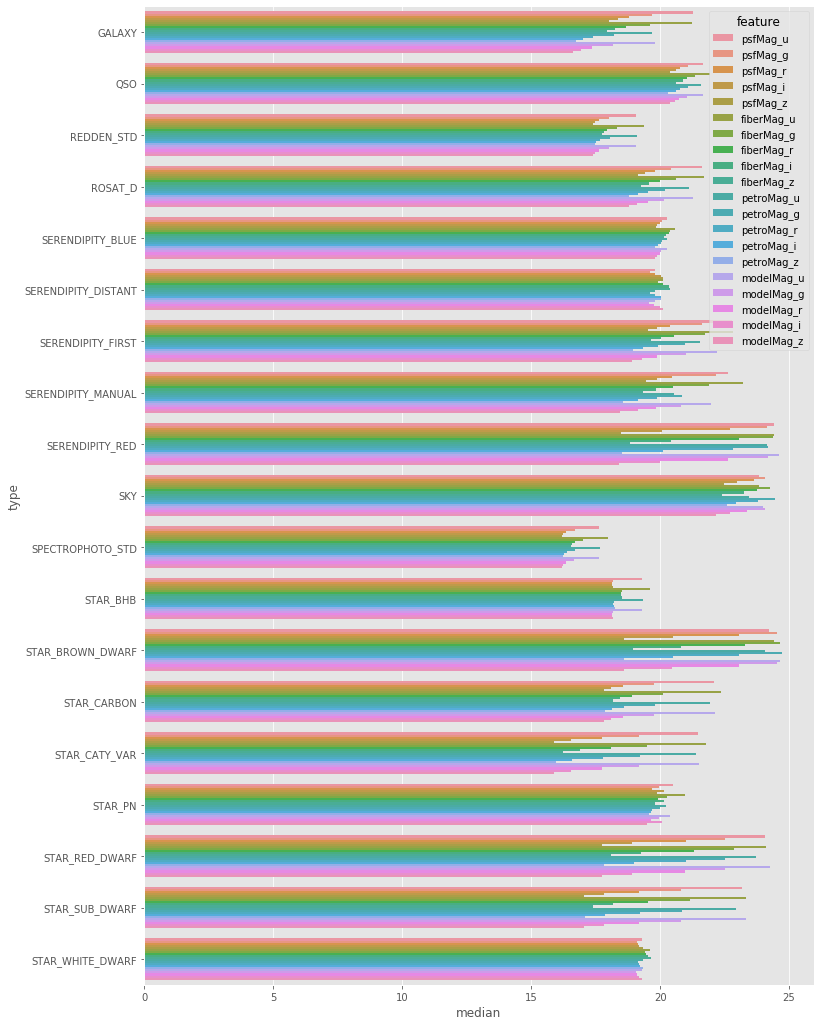 feature
psfMag_u
psfMag_g
psfMag_r
psfMag_i
psfMag_z
fiberMag_u
fiberMag_g
fiberMag_r
fiberMag_i
fiberMag_z
petroMag_u
petroMag_g
petroMag_r
petroMag_i
petroMag_z
modelMag_u
modelMag_g
modelMag_r
modelMag_i
modelMag_z
type
GALAXY
QSO
REDDEN_STD
ROSAT_D
SERENDIPITY_BLUE
SERENDIPITY_DISTANT
SERENDIPITY_FIRST
SERENDIPITY_MANUAL
SERENDIPITY_RED
SKY
SPECTROPHOTO_STD
STAR_BHB
STAR_BROWN_DWARF
STAR_CARBON
STAR_CATY_VAR
STAR_PN
STAR_RED_DWARF
STAR_SUB_DWARF
STAR_WHITE_DWARF
0 5 10 15 20 25
median